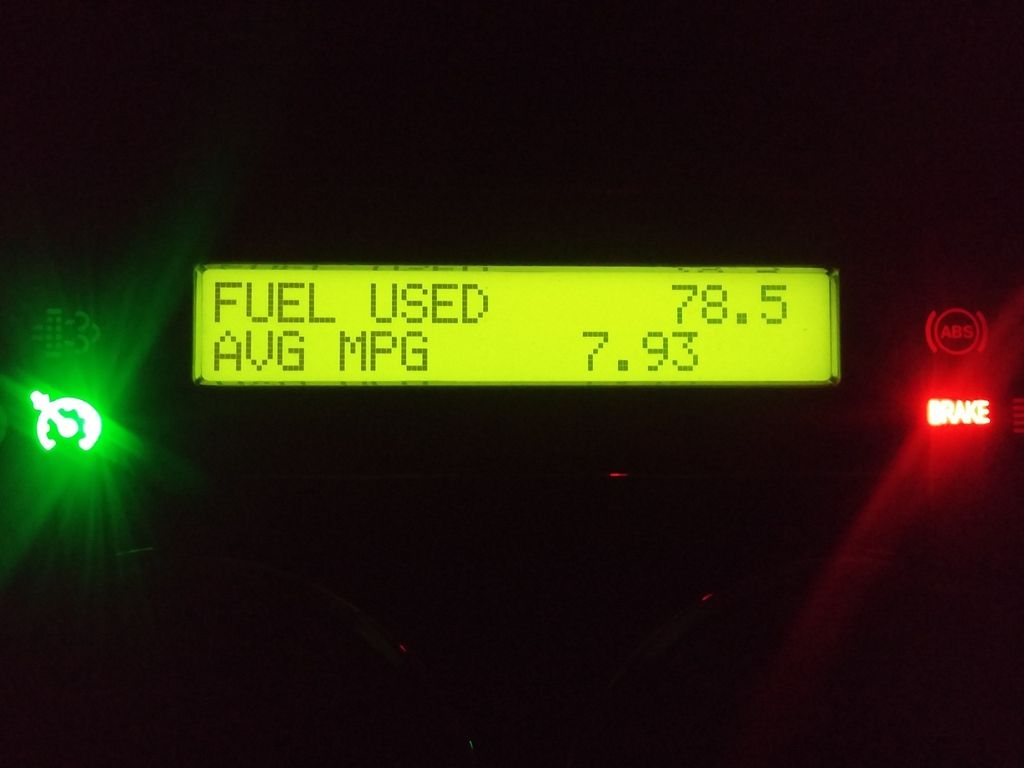 FUEL USED 78.5
AVG MPG 7.93
ABS
BRAKE